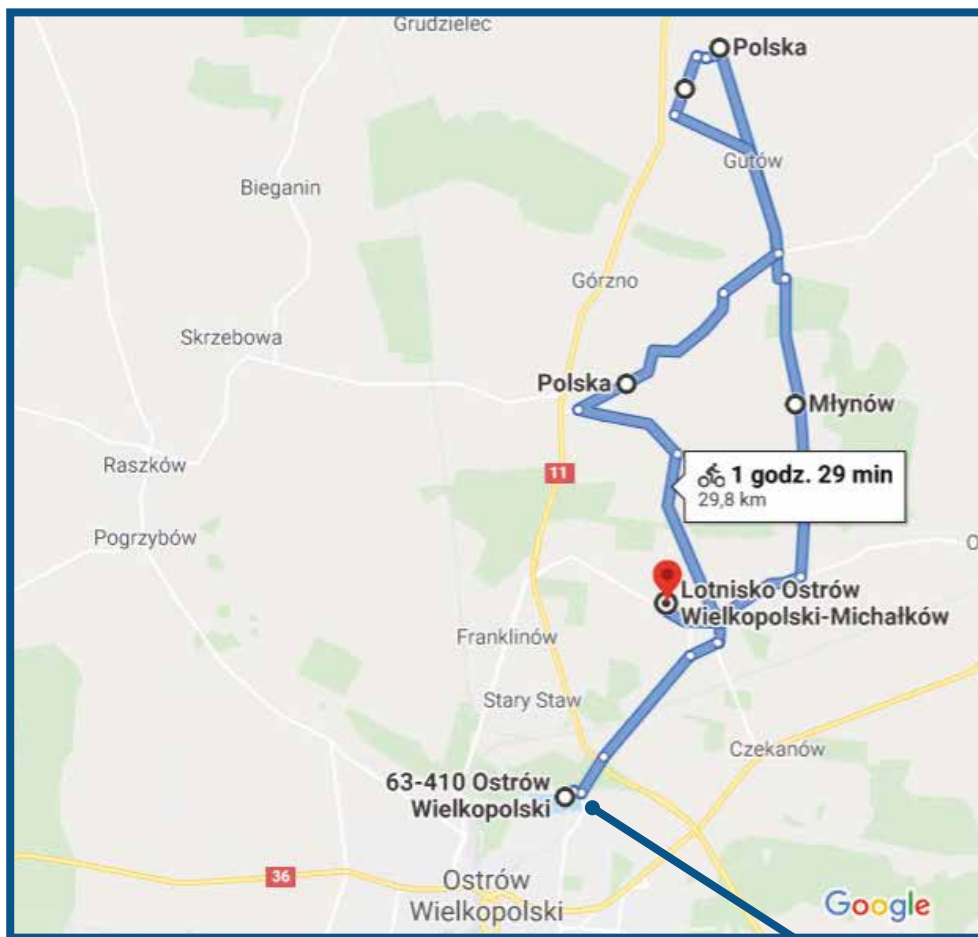 Grudzielec
Polska
Gutów
Bieganin
Górzno
Skrzebowa
Polska
Młynów
Raszków
11
1 godz. 29 min
29,8 km
Pogrzybów
O
Lotnisko Ostrów
Wielkopolski-Michałków
Franklinów
Stary Staw
Czekanów
63-410 Ostrów
Wielkopolski
36
Ostrów
Wielkopolski
Google